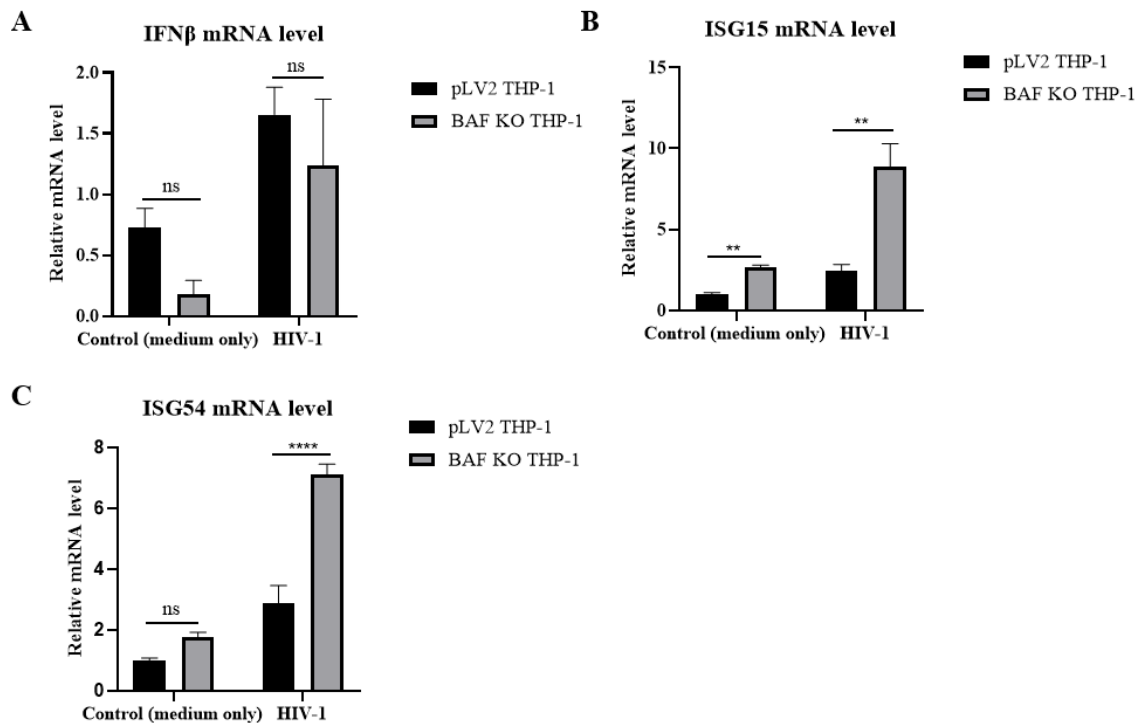 A
IFNβ mRNA level
Relative mRNA level
2.0
1.5
1.0
0.5
0.0
ns
ns
Control (medium only) HIV-1
pLV2 THP-1
BAF KO THP-1
B
ISG15 mRNA level
Relative mRNA level
15
10
5
0
**
**
Control (medium only) HIV-1
pLV2 THP-1
BAF KO THP-1
C
ISG54 mRNA level
Relative mRNA level
8
6
4
2
0
ns
****
Control (medium only) HIV-1
pLV2 THP-1
BAF KO THP-1